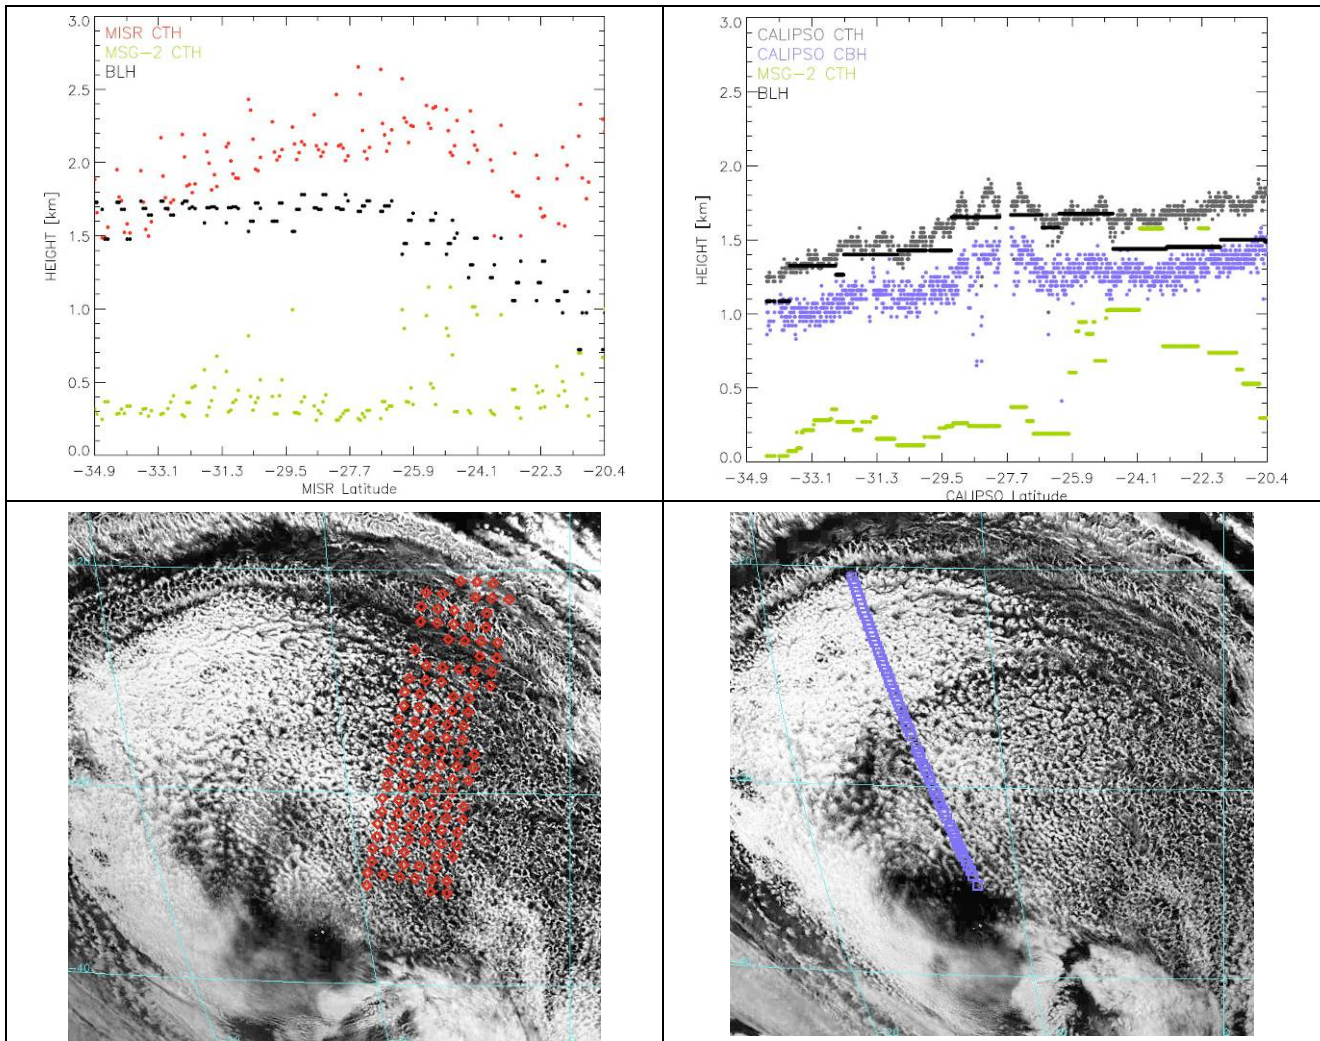 MISR CTH
MSG-2 CTH
BLH
HEIGHT [km]
3.0
2.5
2.0
1.5
1.0
0.5
0.0
-34.9 -33.1 -31.3 -29.5 -27.7 -25.9 -24.1 -22.3 -20.4
MISR Latitude
CALIPSO CTH
CALIPSO CBH
MSG-2 CTH
BLH
HEIGHT [km]
3.0
2.5
2.0
1.5
1.0
0.5
0.0
-34.9 -33.1 -31.3 -29.5 -27.7 -25.9 -24.1 -22.3 -20.4
CALIPSO Latitude
-40